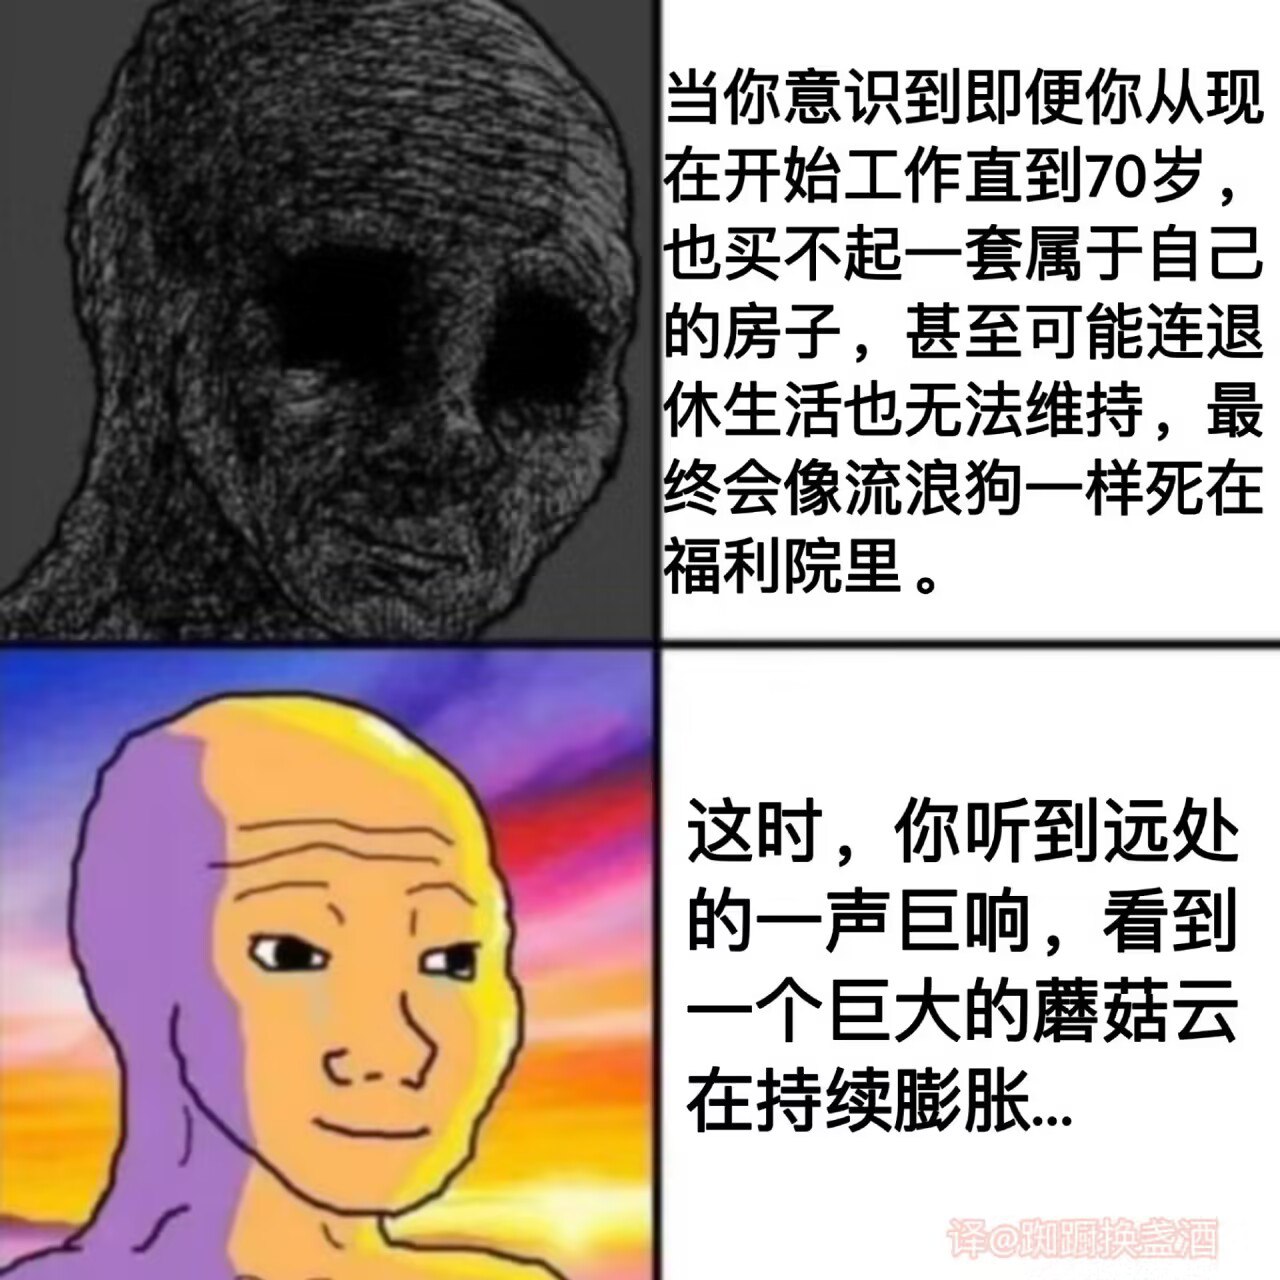 当你意识到即便你从现
在开始工作直到70岁，
也买不起一套属于自己
的房子，甚至可能连退
休生活也无法维持，最
终会像流浪狗一样死在
福利院里。
这时，你听到远处
的一声巨响，看到
一个巨大的蘑菇云
在持续膨胀...
译@踟蹰换盏酒